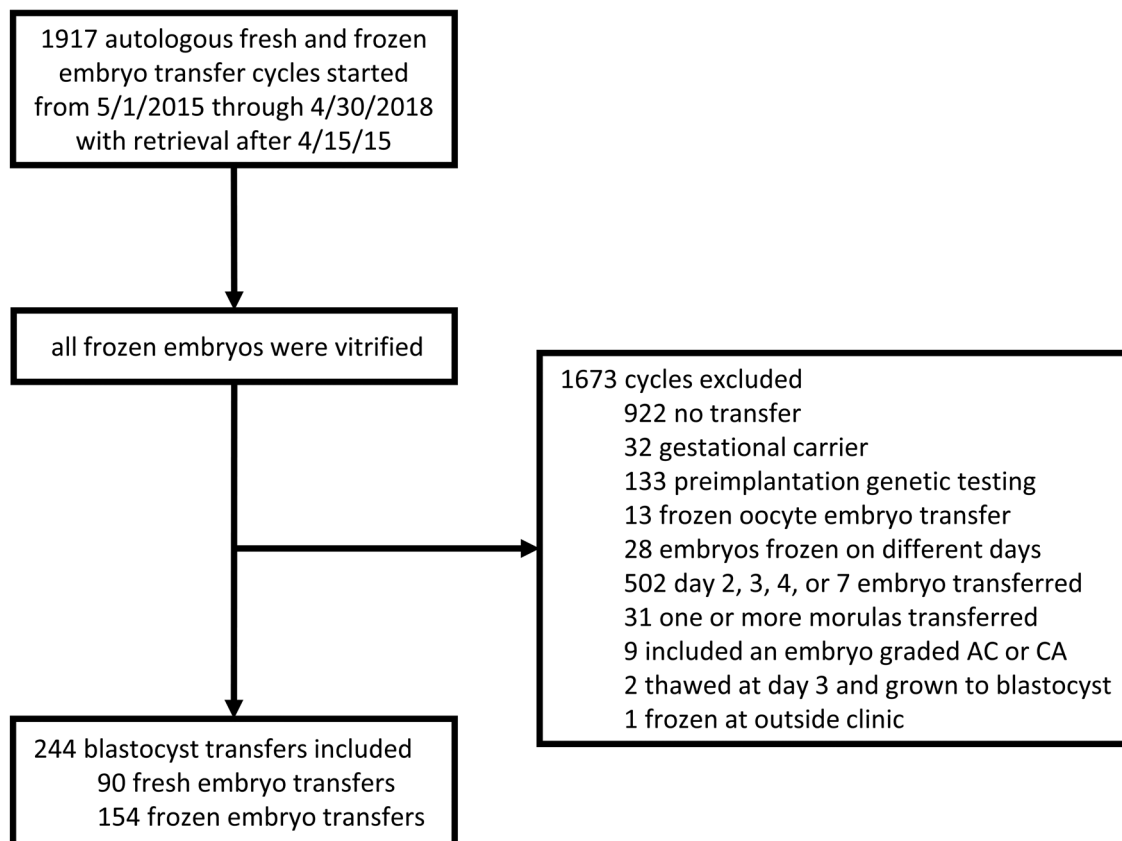 1917 autologous fresh and frozen
embryo transfer cycles started
from 5/1/2015 through 4/30/2018
with retrieval after 4/15/15
all frozen embryos were vitrified
1673 cycles excluded
922 no transfer
32 gestational carrier
133 preimplantation genetic testing
13 frozen oocyte embryo transfer
28 embryos frozen on different days
502 day 2, 3, 4, or 7 embryo transferred
31 one or more morulas transferred
9 included an embryo graded AC or CA
2 thawed at day 3 and grown to blastocyst
1 frozen at outside clinic
244 blastocyst transfers included
90 fresh embryo transfers
154 frozen embryo transfers